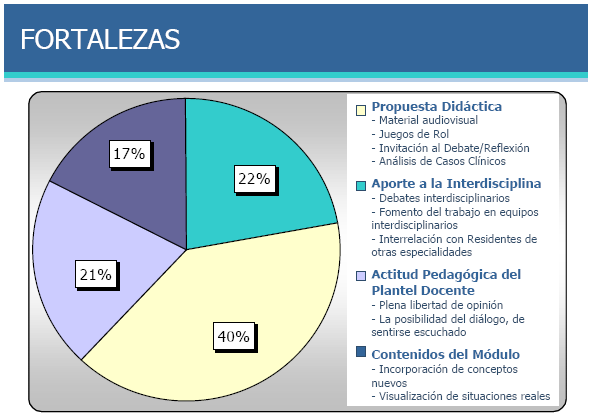 FORTALEZAS
17%
22%
21%
40%
Propuesta Didáctica
- Material audiovisual
- Juegos de Rol
- Invitación al Debate/Reflexión
- Análisis de Casos Clínicos
Aporte a la Interdisciplina
- Debates interdisciplinarios
- Fomento del trabajo en equipos
interdisciplinarios
- Interrelación con Residentes de
otras especialidades
Actitud Pedagógica del
Plantel Docente
- Plena libertad de opinión
- La posibilidad del diálogo, de
sentirse escuchado
Contenidos del Módulo
- Incorporación de conceptos
nuevos
- Visualización de situaciones reales